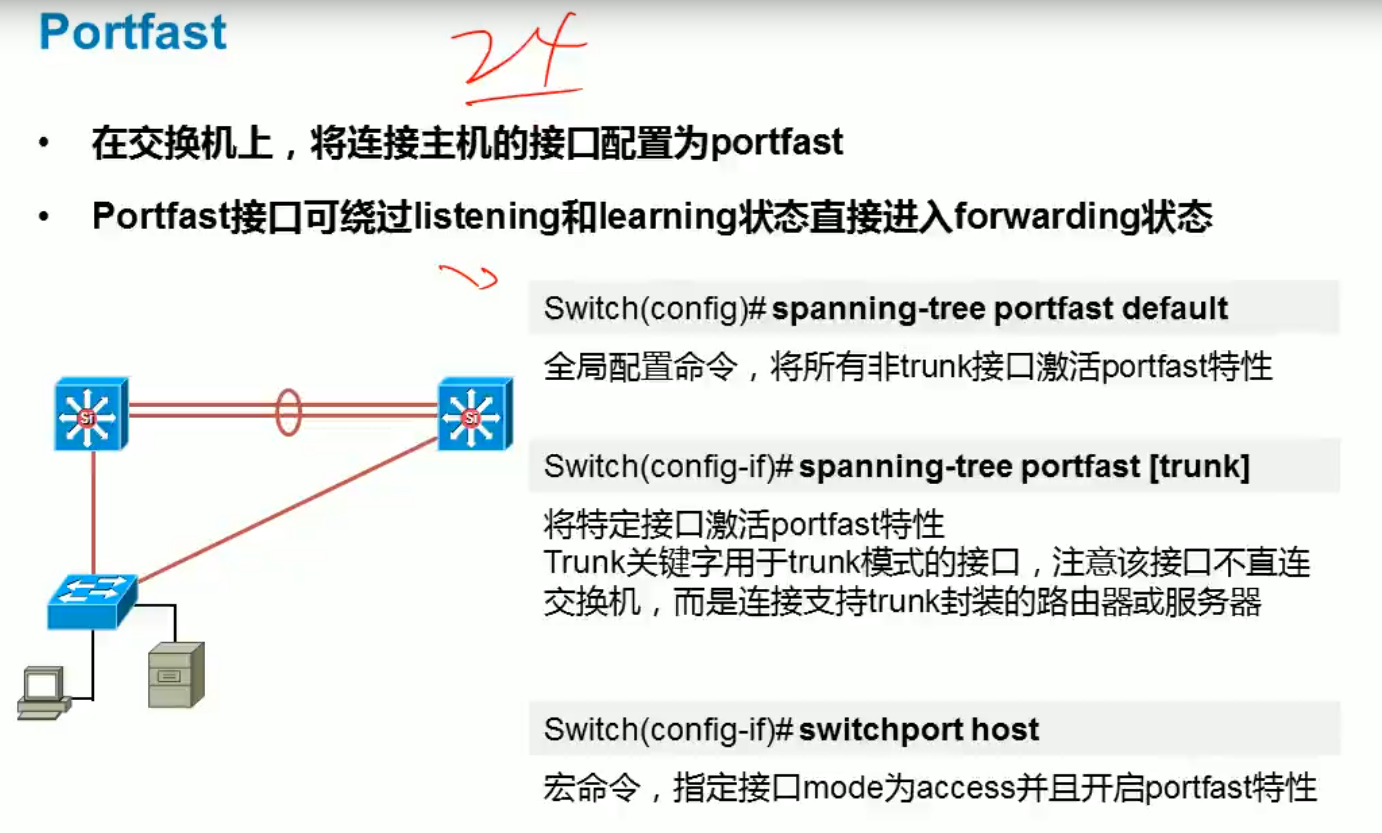 Portfast
24
• 在交换机上，将连接主机的接口配置为portfast
• Portfast接口可绕过listening和learning状态直接进入forwarding状态
Switch(config)# spanning-tree portfast default
全局配置命令，将所有非trunk接口激活portfast特性
Switch(config-if)# spanning-tree portfast [trunk]
将特定接口激活portfast特性
Trunk关键字用于trunk模式的接口，注意该接口不直连
交换机，而是连接支持trunk封装的路由器或服务器
Switch(config-if)# switchport host
宏命令，指定接口mode为access并且开启portfast特性
Si
Si